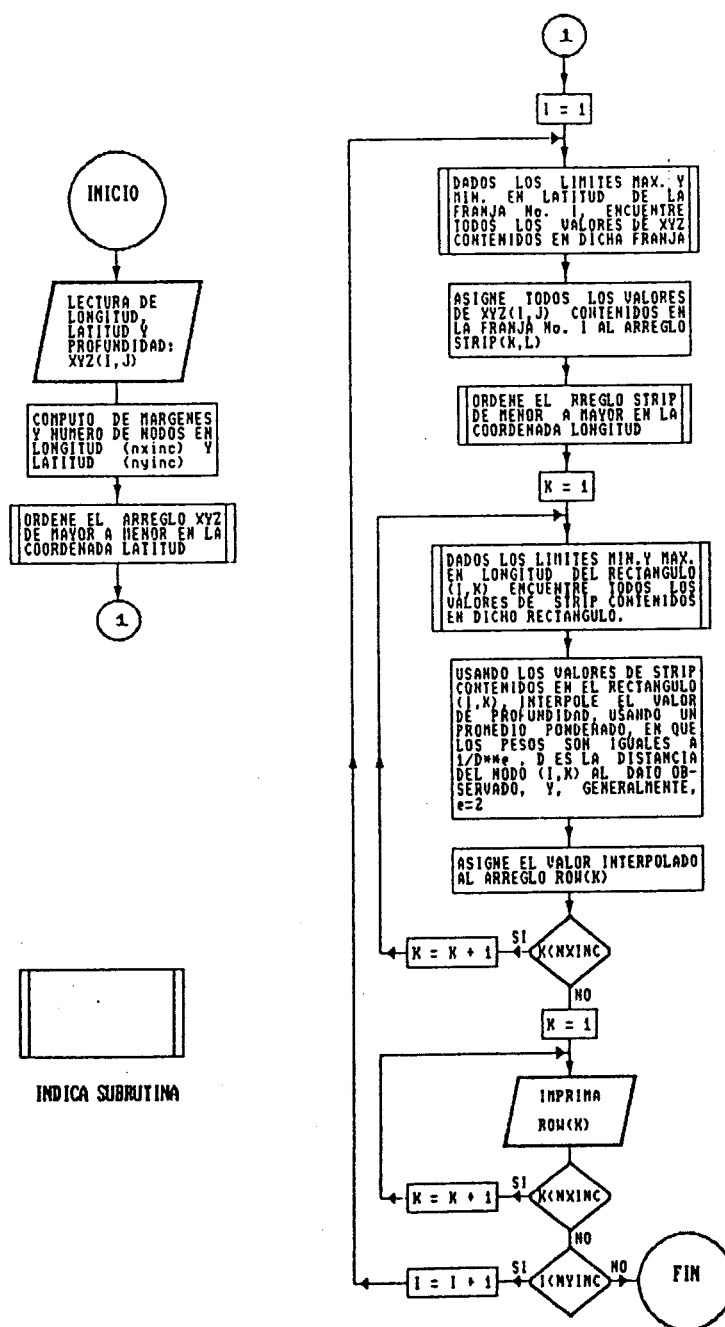 INICIO
LECTURA DE
LONGITUD,
LATITUD Y
PROFUNDIDAD:
XYZ(I,J)
COMPUTO DE MARGENES
Y NUMERO DE NODOS EN
LONGITUD (nxinc) Y
LATITUD (nyinc)
ORDENE EL ARREGLO XYZ
DE MAYOR A MENOR EN LA
COORDENADA LATITUD
1
INDICA SUBRUTINA
1
I = 1
DADOS LOS LIMITES MAX. Y
MIN. EN LATITUD DE LA
FRANJA No. I, ENCUENTRE
TODOS LOS VALORES DE XYZ
CONTENIDOS EN DICHA FRANJA
ASIGNE TODOS LOS VALORES
DE XYZ(I,J) CONTENIDOS EN
LA FRANJA No. I AL ARREGLO
STRIP(K,L)
ORDENE EL RREGLO STRIP
DE MENOR A MAYOR EN LA
COORDENADA LONGITUD
K = 1
DADOS LOS LIMITES MIN.Y MAX.
EN LONGITUD DEL RECTANGULO
(I,K) ENCUENTRE TODOS LOS
VALORES DE STRIP CONTENIDOS
EN DICHO RECTANGULO.
USANDO LOS VALORES DE STRIP
CONTENIDOS EN EL RECTANGULO
(I,K), INTERPOLE EL VALOR
DE PROFUNDIDAD, USANDO UN
PROMEDIO PONDERADO, EN QUE
LOS PESOS SON IGUALES A
1/D**e . D ES LA DISTANCIA
DEL NODO (I,K) AL DATO OB-
SERVADO, Y, GENERALMENTE,
e=2
ASIGNE EL VALOR INTERPOLADO
AL ARREGLO ROW(K)
K = K + 1
SI
K<NXINC
NO
K = 1
IMPRIMA
ROW(K)
K = K + 1
SI
K<NXINC
NO
I = I + 1
SI
I<NYINC
NO
FIN